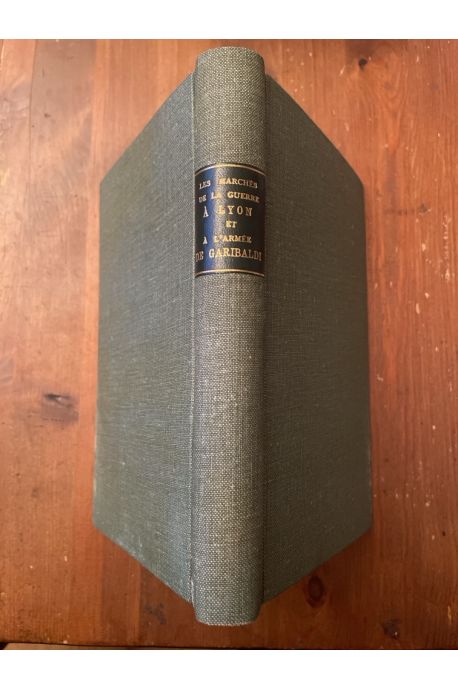 LES MARCHÉS
DE LA GUERRE
A LYON
ET
A L'ARMÉE
DE GARIBALDI